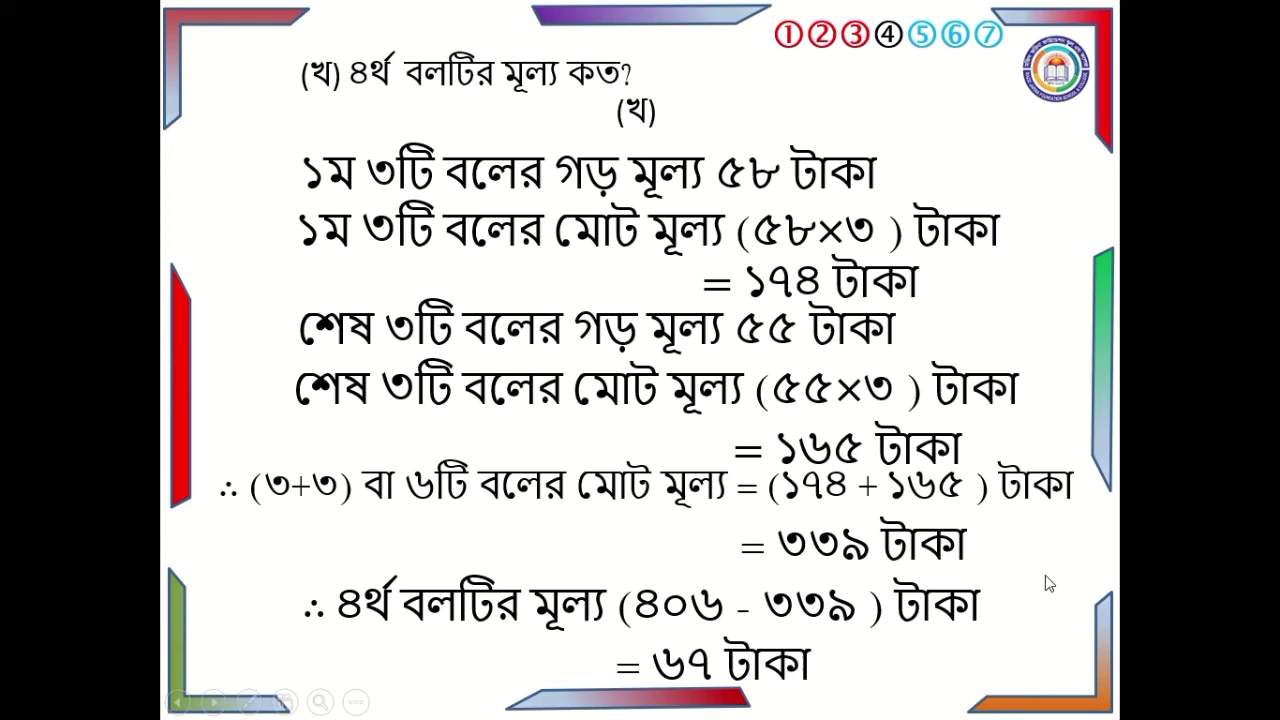 ①②③④⑤⑥⑦
(খ) ৪র্থ বলটির মূল্য কত?
(খ)
১ম ৩টি বলের গড় মূল্য ৫৮ টাকা
১ম ৩টি বলের মোট মূল্য (৫৮×৩ ) টাকা
= ১৭৪ টাকা
শেষ ৩টি বলের গড় মূল্য ৫৫ টাকা
শেষ ৩টি বলের মোট মূল্য (৫৫×৩ ) টাকা
= ১৬৫ টাকা
∴ (৩+৩) বা ৬টি বলের মোট মূল্য = (১৭৪ + ১৬৫ ) টাকা
= ৩৩৯ টাকা
∴ ৪র্থ বলটির মূল্য (৪০৬ - ৩৩৯ ) টাকা
= ৬৭ টাকা